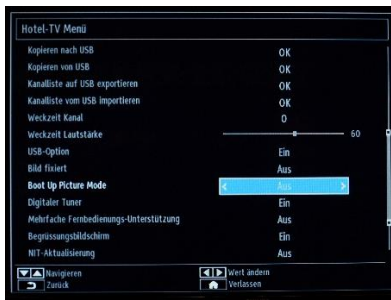 Hotel-TV Menü
Kopieren nach USB OK
Kopieren von USB OK
Kanalliste auf USB exportieren OK
Kanalliste vom USB importieren OK
Weckzeit Kanal 0
Weckzeit Lautstärke 60
USB-Option Ein
Bild fixiert Aus
Boot Up Picture Mode Aus
Digitaler Tuner Ein
Mehrfache Fernbedienungs-Unterstützung Aus
Begrüssungsbildschirm Ein
NIT-Aktualisierung Aus
Navigieren Wert ändern
Zurück Verlassen